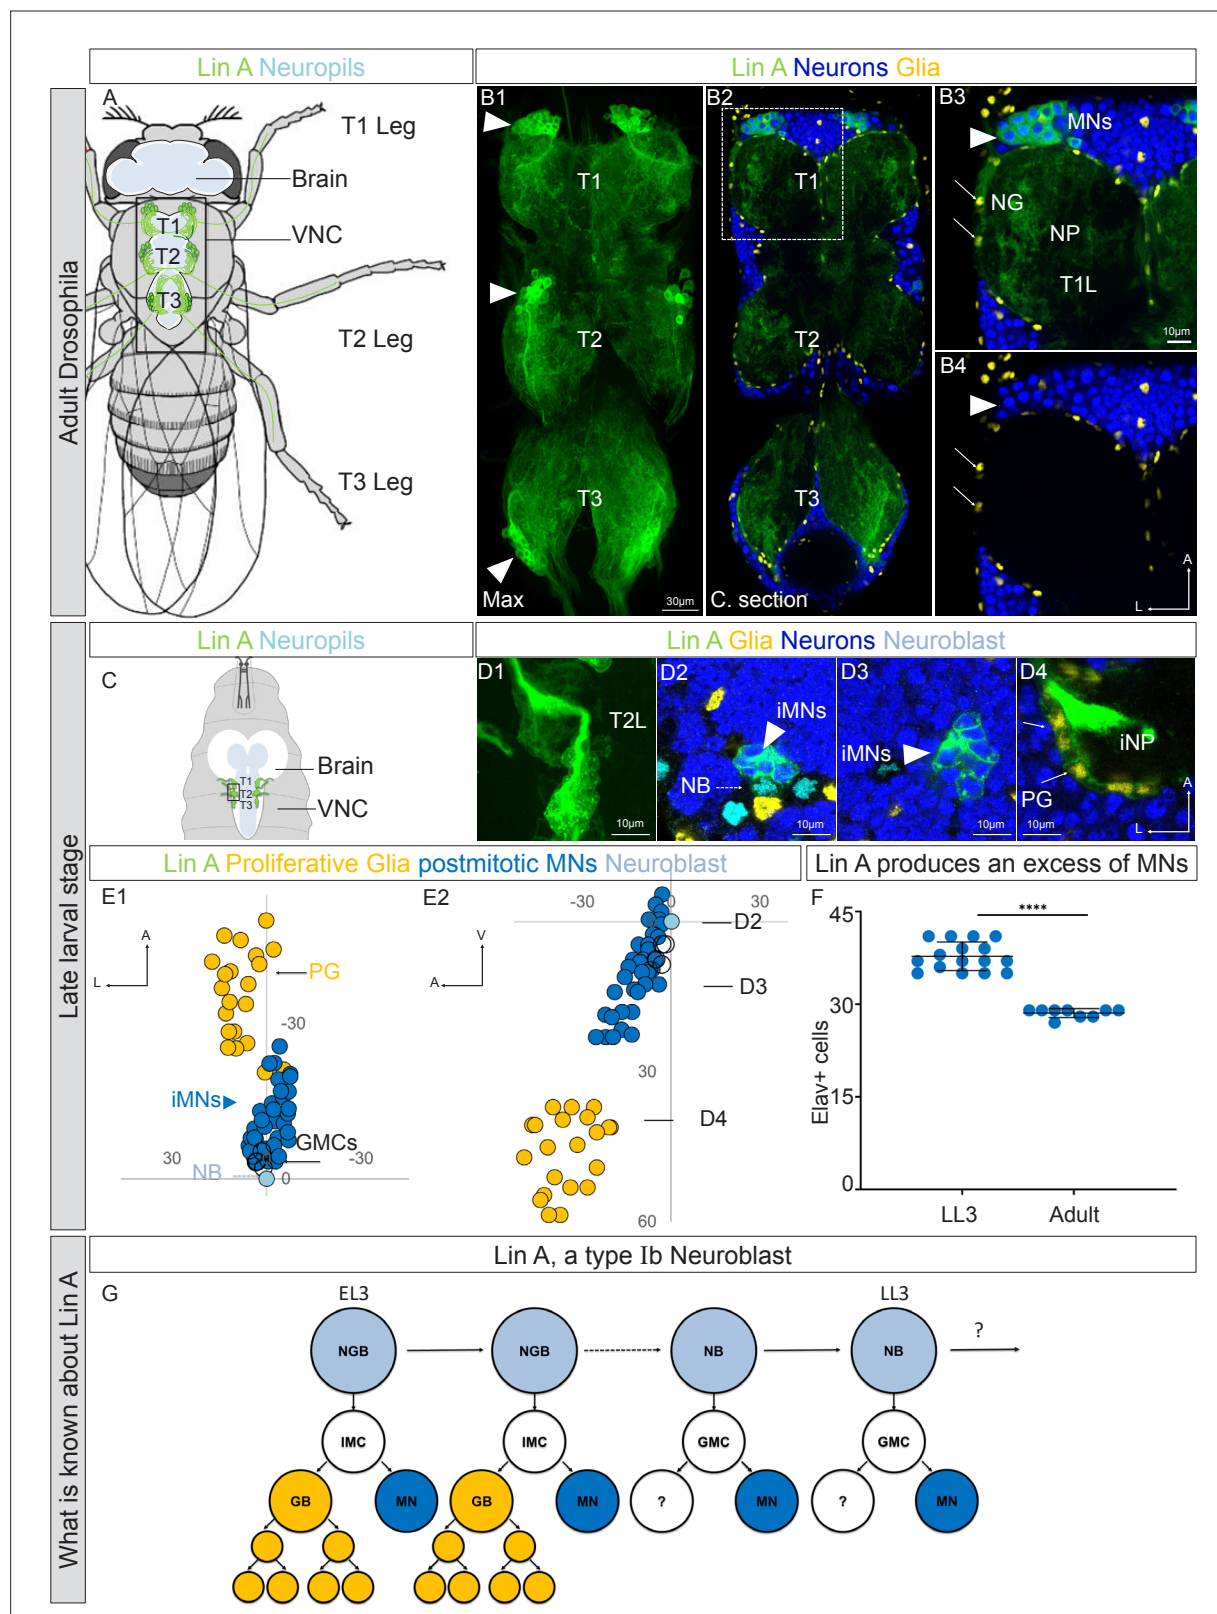 Lin A Neuropils
Lin A Neurons Glia
Adult Drosophila
A
T1 Leg
Brain
T1
VNC
T2
T3
T2 Leg
T3 Leg
B1
T1
T2
T3
Max
30µm
B2
T1
T2
T3
C. section
B3
MNs
NG
NP
T1L
10µm
B4
A
L
Late larval stage
Lin A Neuropils
Lin A Glia Neurons Neuroblast
C
Brain
T1
T2
T3
VNC
D1
T2L
10µm
D2
iMNs
NB
10µm
D3
iMNs
10µm
D4
iNP
PG
A
L
10µm
Lin A Proliferative Glia postmitotic MNs Neuroblast
Lin A produces an excess of MNs
E1
A
L
PG
-30
iMNs
GMCs
30
-30
NB
0
E2
-30
0
30
V
A
0
D2
D3
30
D4
60
F
45
****
30
Elav+ cells
15
0
LL3
Adult
What is known about Lin A
Lin A, a type Ib Neuroblast
G
EL3
LL3
NGB
NGB
NB
NB
?
IMC
IMC
GMC
GMC
GB
MN
GB
MN
?
MN
?
MN